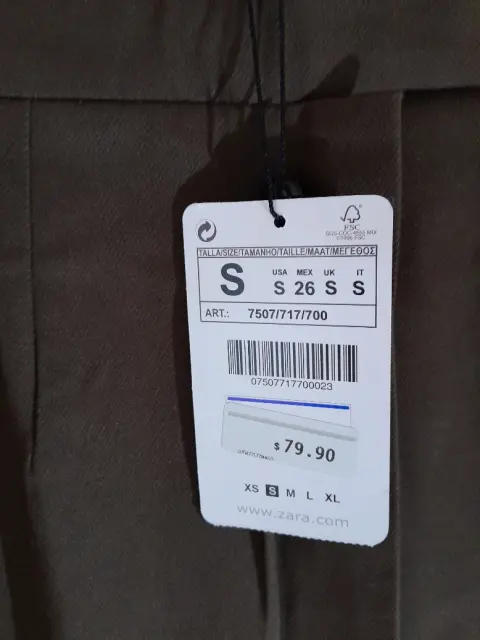 FSC
TALLA/SIZE/TAMANHO/TAILLE/MAAT/ΜΕΓΕΘΟΣ
S USA S MEX 26 UK S IT S
ART.: 7507/717/700
07507717700023
$ 79.90
XS S M L XL
www.zara.com